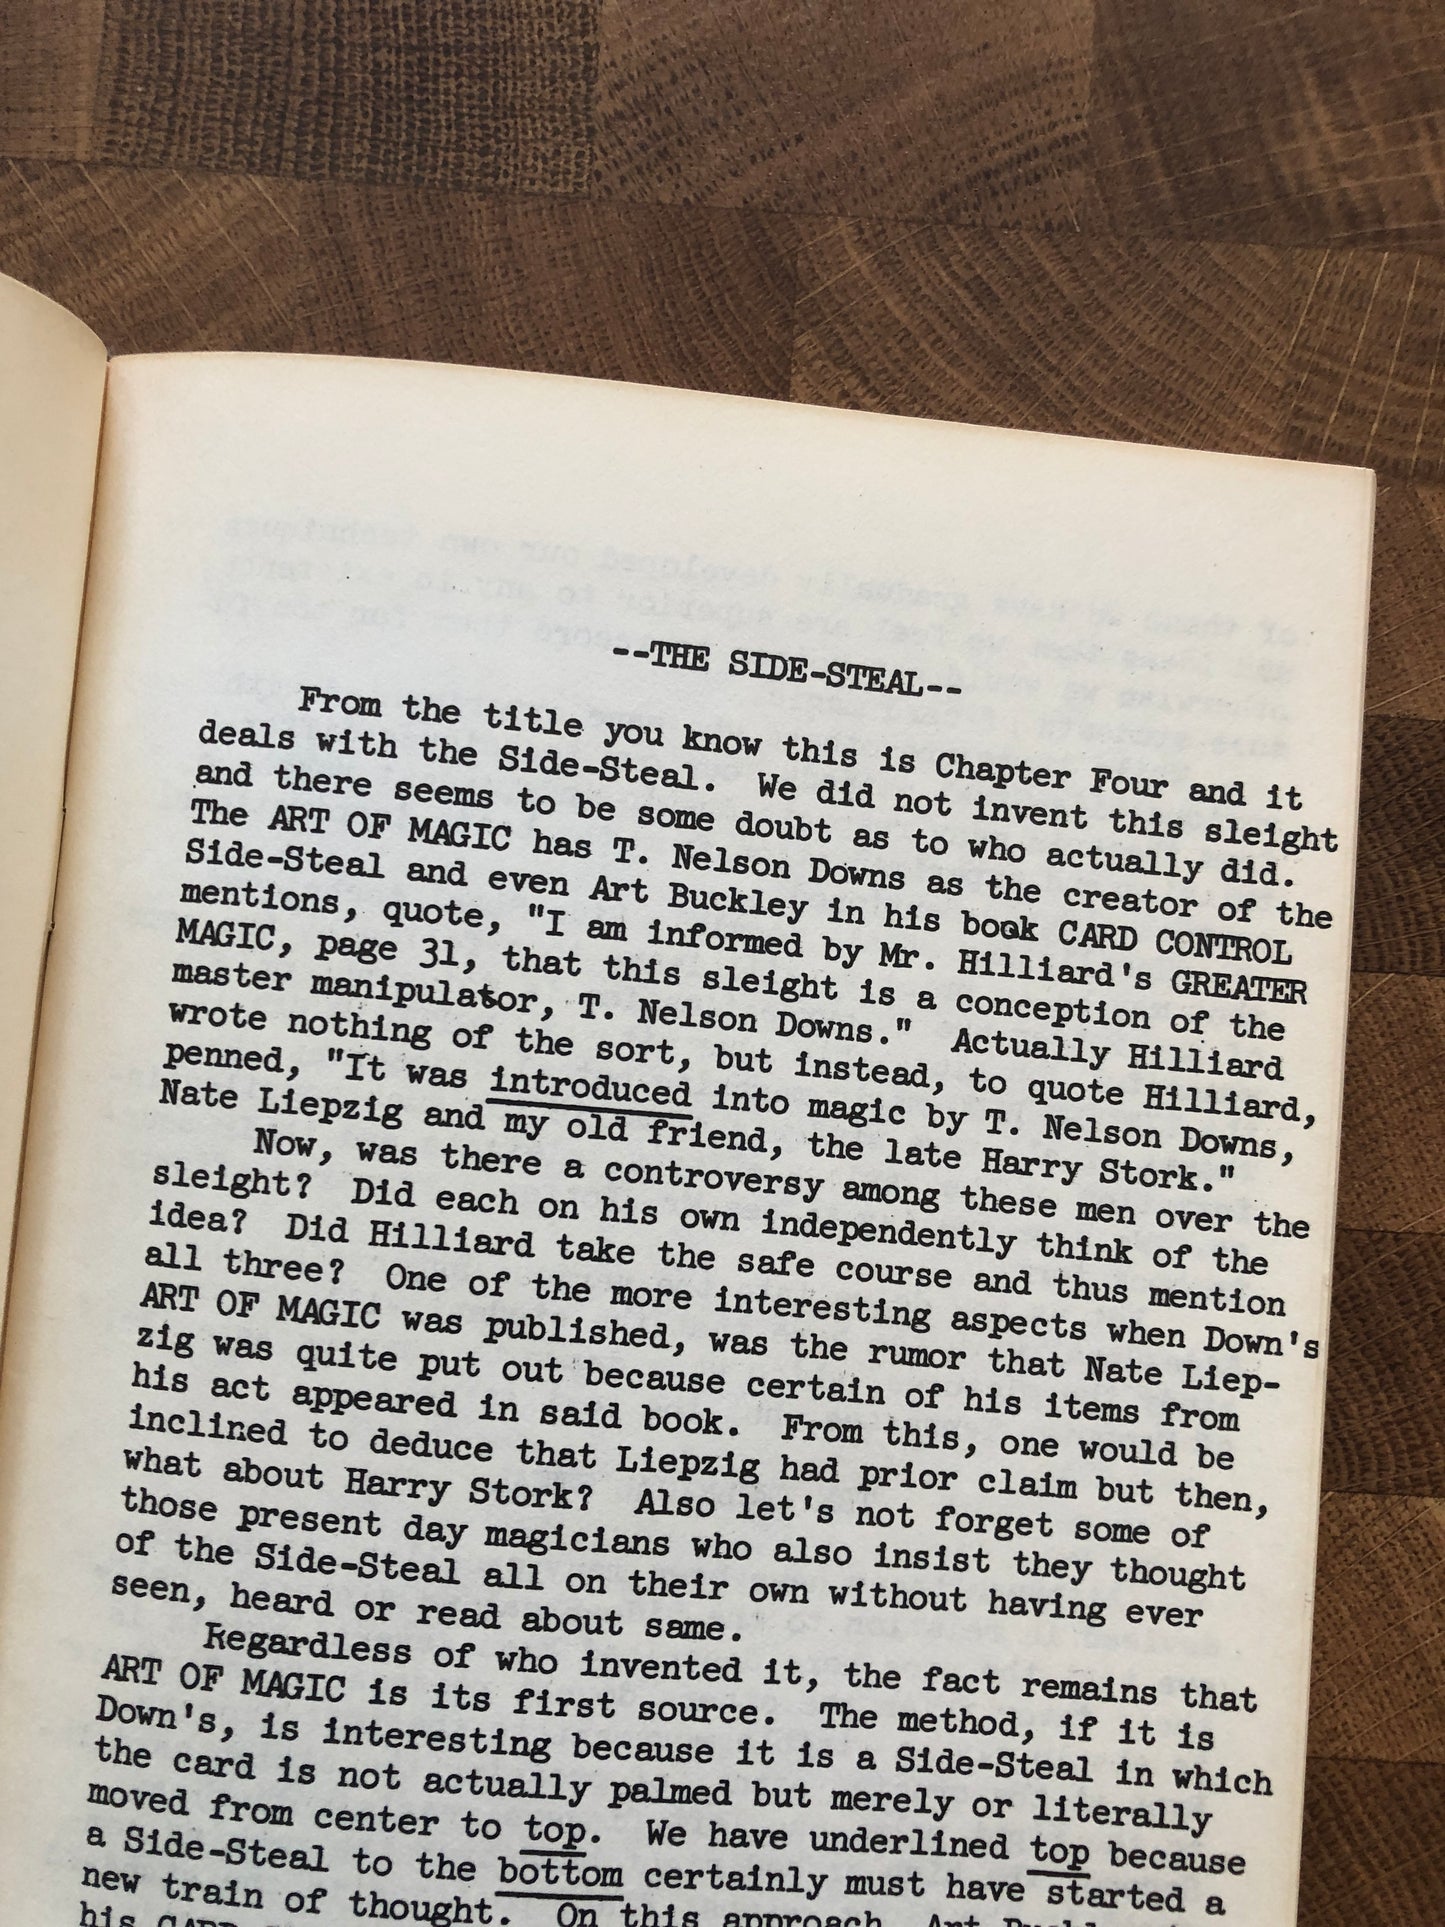 --THE SIDE-STEAL--
From the title you know this is Chapter Four and it
deals with the Side-Steal. We did not invent this sleight
and there seems to be some doubt as to who actually did.
The ART OF MAGIC has T. Nelson Downs as the creator of the
Side-Steal and even Art Buckley in his book CARD CONTROL
mentions, quote, "I am informed by Mr. Hilliard's GREATER
MAGIC, page 31, that this sleight is a conception of the
master manipulator, T. Nelson Downs." Actually Hilliard
wrote nothing of the sort, but instead, to quote Hilliard,
penned, "It was introduced into magic by T. Nelson Downs,
Nate Liepzig and my old friend, the late Harry Stork."
Now, was there a controversy among these men over the
sleight? Did each on his own independently think of the
idea? Did Hilliard take the safe course and thus mention
all three? One of the more interesting aspects when Down's
ART OF MAGIC was published, was the rumor that Nate Liep-
zig was quite put out because certain of his items from
his act appeared in said book. From this, one would be
inclined to deduce that Liepzig had prior claim but then,
what about Harry Stork? Also let's not forget some of
those present day magicians who also insist they thought
of the Side-Steal all on their own without having ever
seen, heard or read about same.
Regardless of who invented it, the fact remains that
ART OF MAGIC is its first source. The method, if it is
Down's, is interesting because it is a Side-Steal in which
the card is not actually palmed but merely or literally
moved from center to top. We have underlined top because
a Side-Steal to the bottom certainly must have started a
new train of thought. On this approach, Art
his